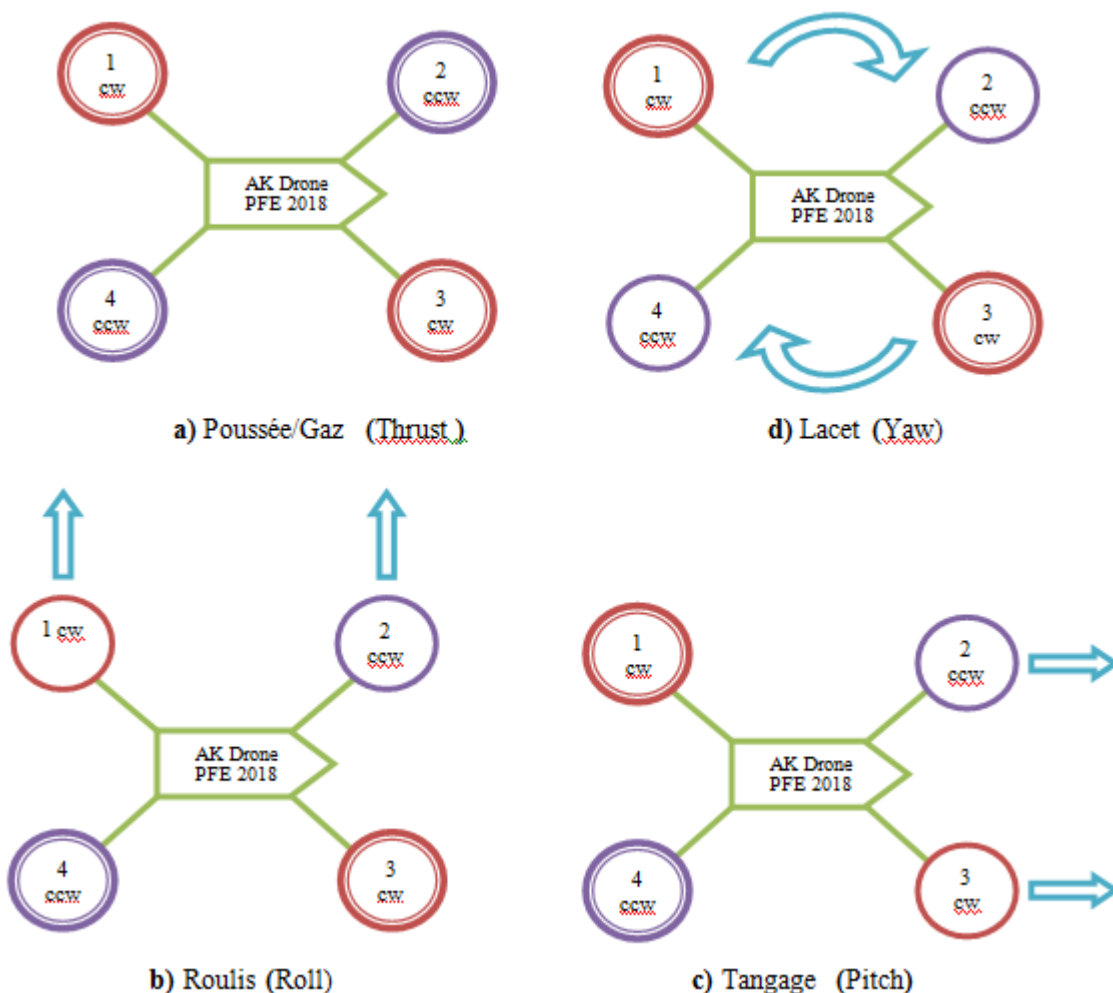 1
cw
2
ccw
AK Drone
PFE 2018
4
ccw
3
cw
a) Poussée/Gaz (Thrust )
1
cw
2
ccw
AK Drone
PFE 2018
4
ccw
3
cw
d) Lacet (Yaw)
1 cw
2
ccw
AK Drone
PFE 2018
4
ccw
3
cw
b) Roulis (Roll)
1
cw
2
ccw
AK Drone
PFE 2018
4
ccw
3
cw
c) Tangage (Pitch)